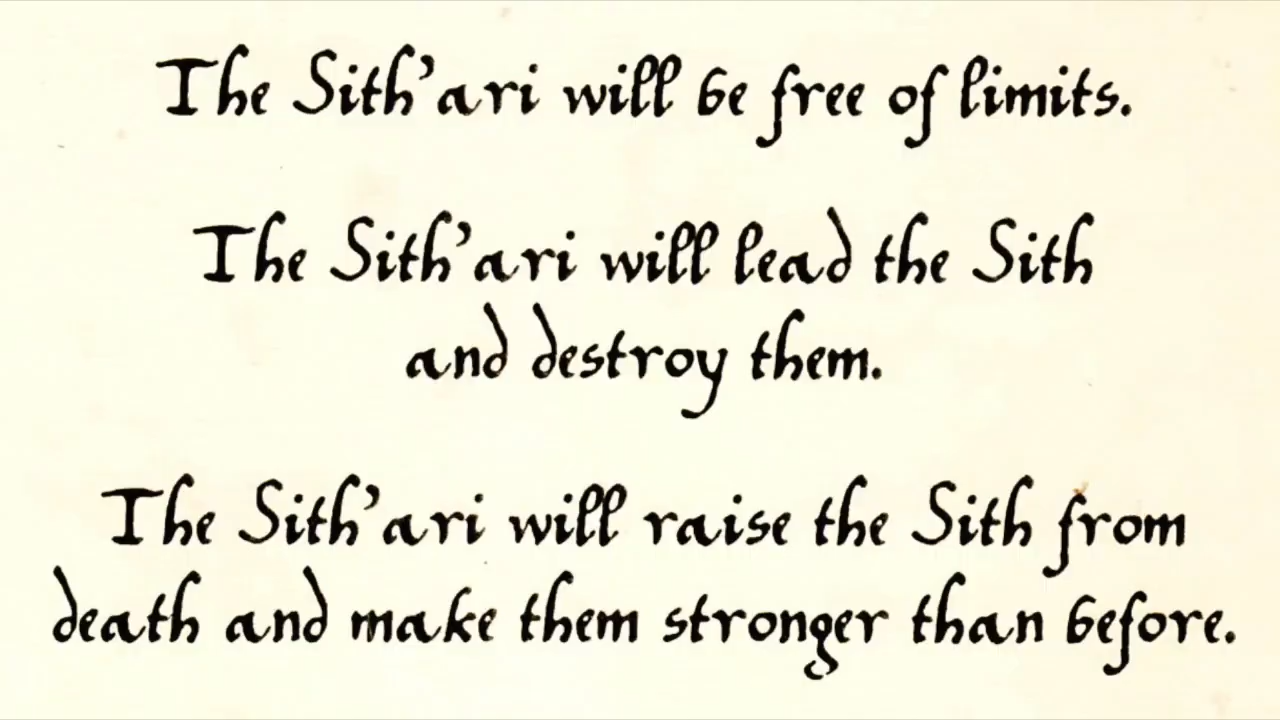 The Sith'ari will be free of limits.
The Sith'ari will lead the Sith
and destroy them.
The Sith'ari will raise the Sith from
death and make them stronger than before.